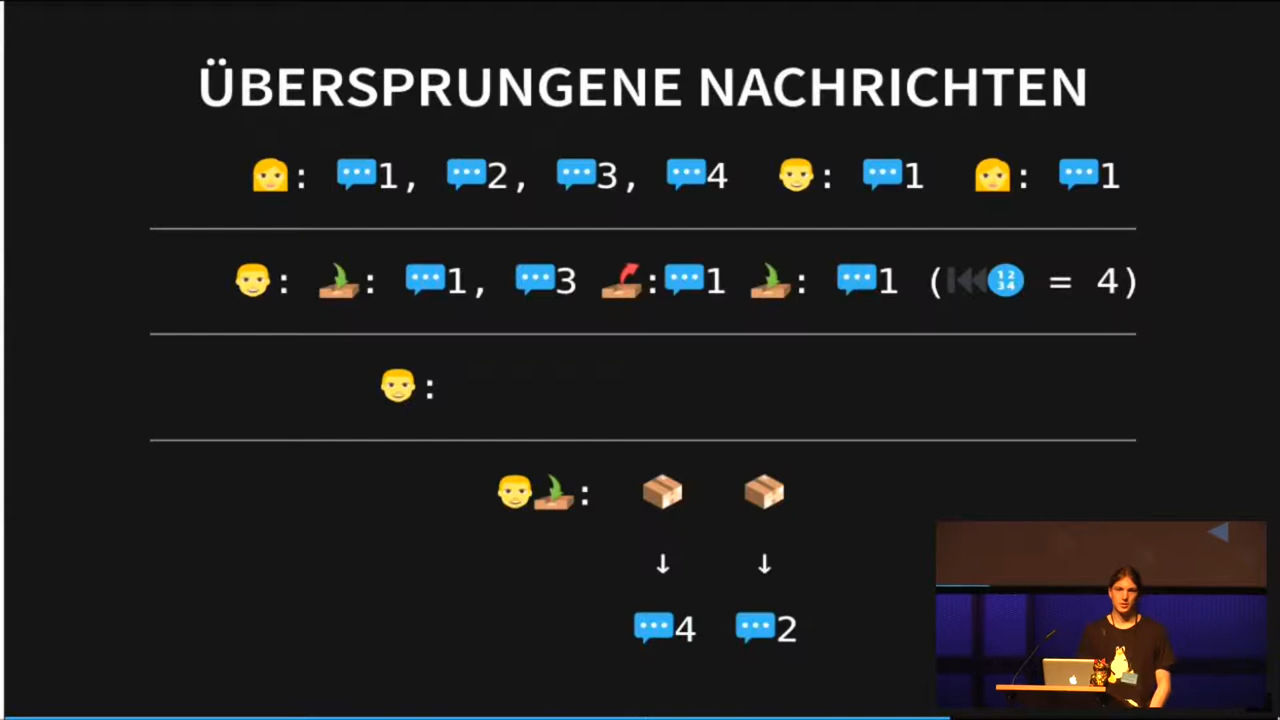 ÜBERSPRUNGENE NACHRICHTEN
👩: 💬1, 💬2, 💬3, 💬4 👨: 💬1 👩: 💬1
👨: 📥: 💬1, 💬3 📤:💬1 📥: 💬1 (⏮🔢 = 4)
👨:
👨📥: 📦 📦
↓ ↓
💬4 💬2